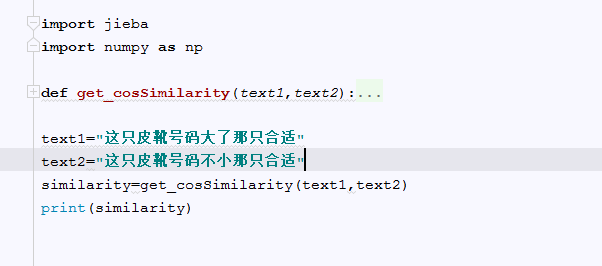 import jieba
import numpy as np
def get_cosSimilarity(text1,text2):...
text1="这只皮靴号码大了那只合适"
text2="这只皮靴号码不小那只合适"
similarity=get_cosSimilarity(text1,text2)
print(similarity)